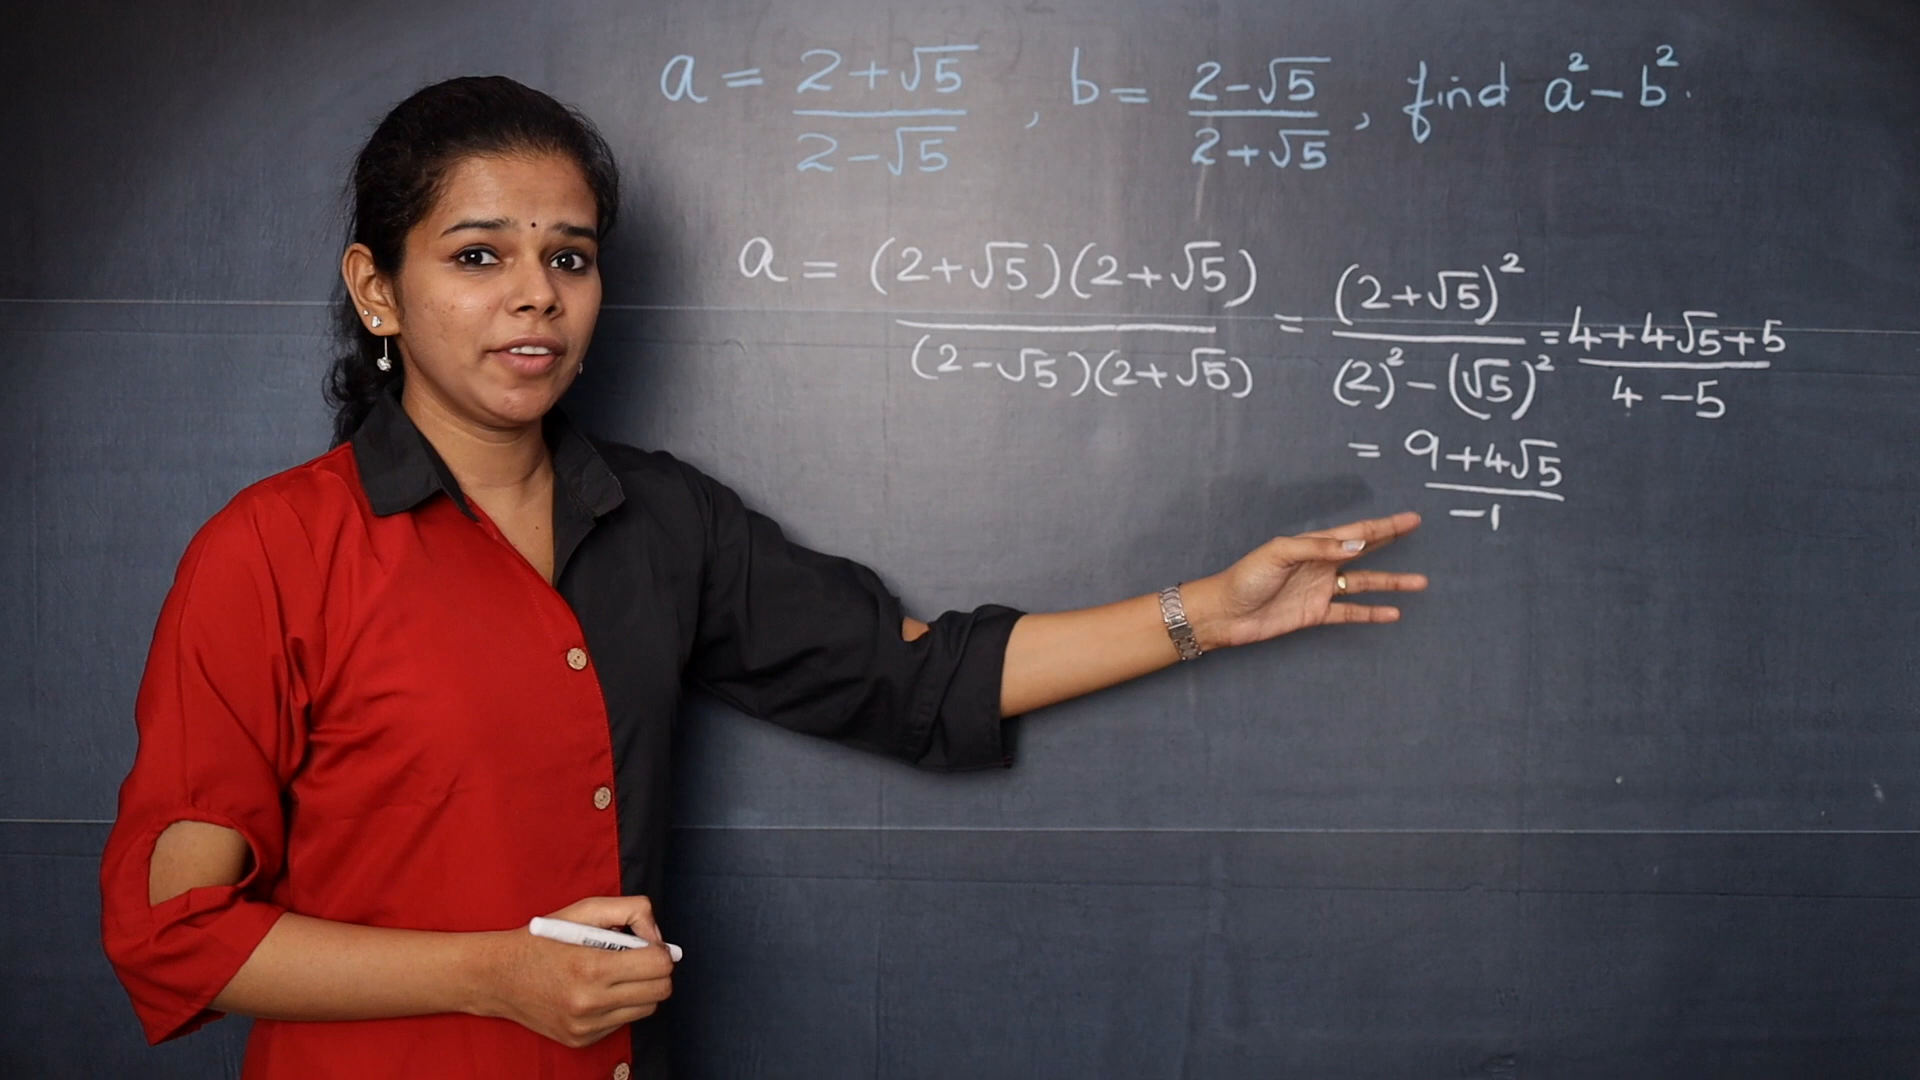 a = 2+√5 / 2-√5 , b = 2-√5 / 2+√5 , find a²-b².
a = (2+√5)(2+√5) / (2-√5)(2+√5) = (2+√5)² / (2)²-(√5)² = 4+4√5+5 / 4-5
= 9+4√5 / -1